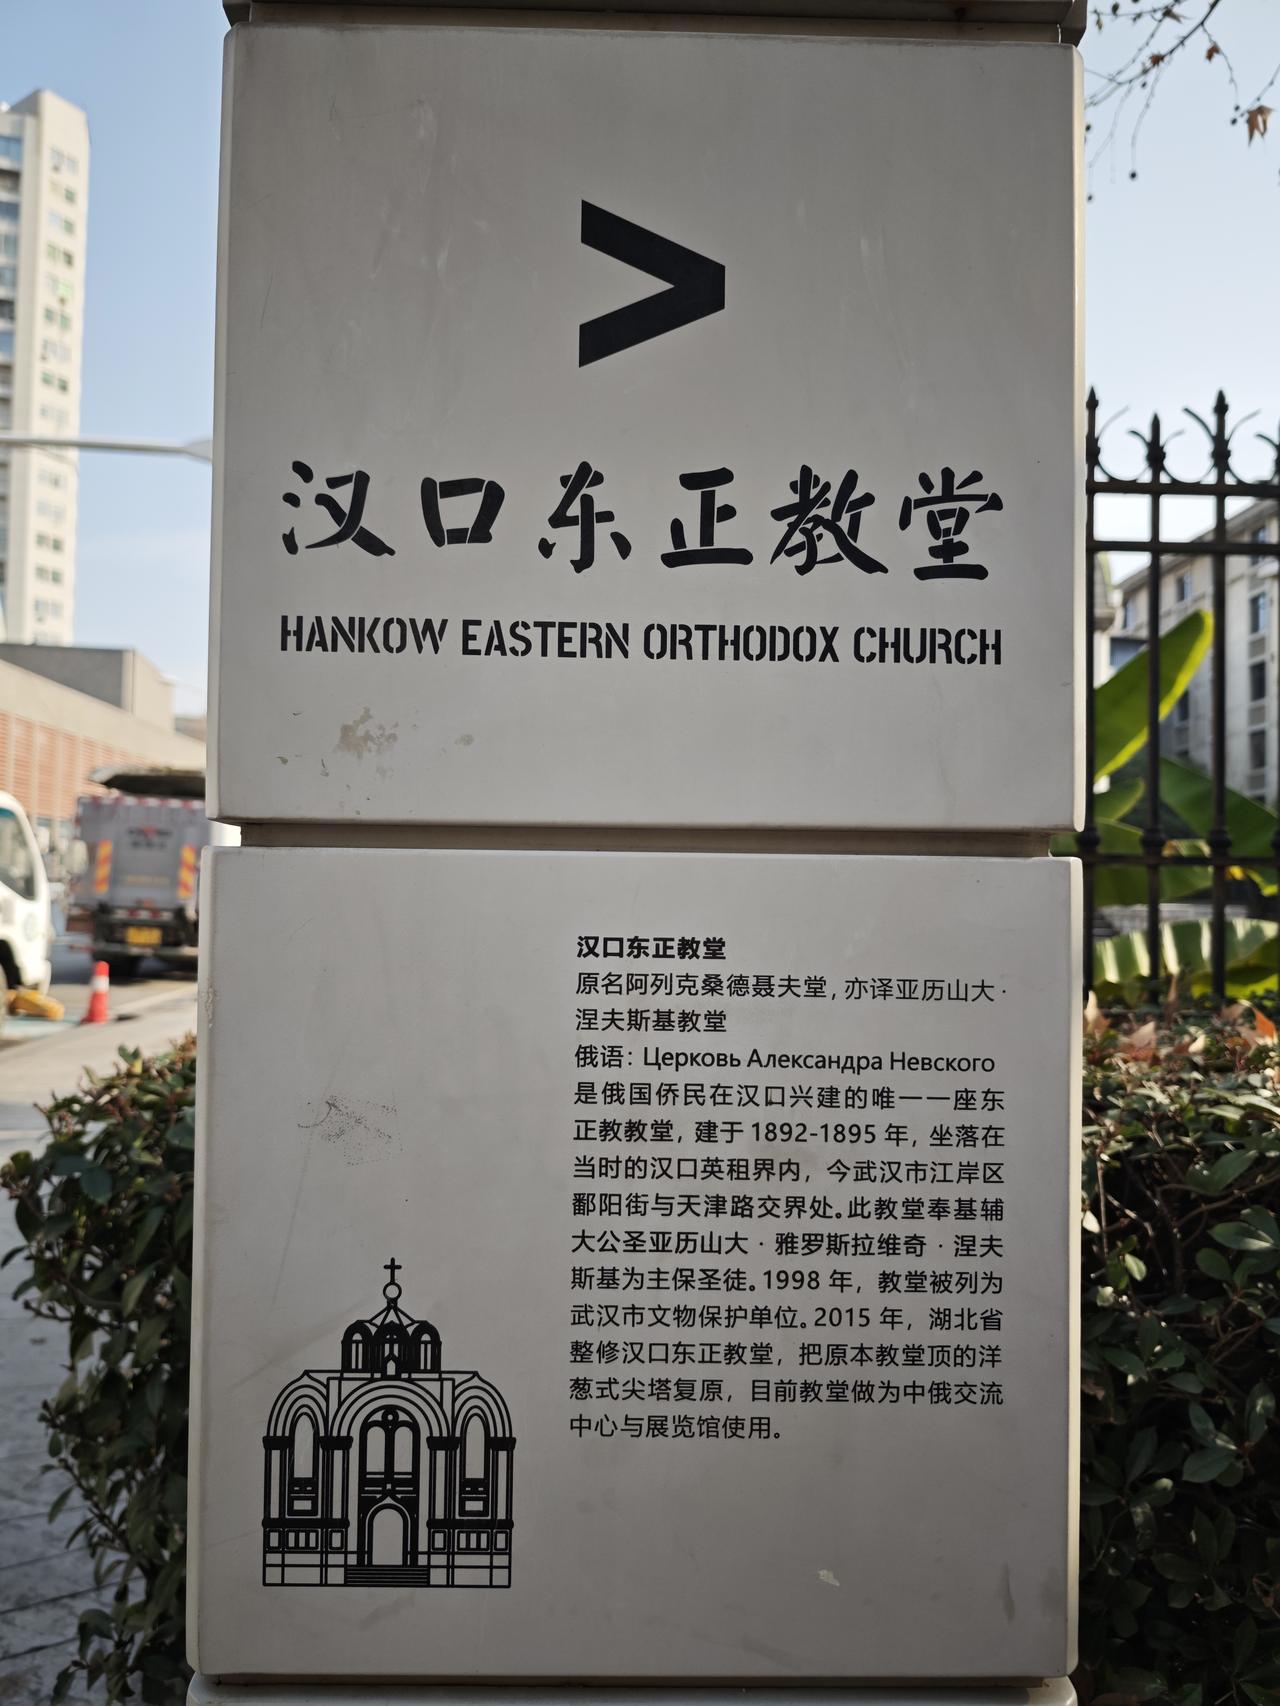 >
汉口东正教堂
HANKOW EASTERN ORTHODOX CHURCH
汉口东正教堂
原名阿列克桑德聂夫堂，亦译亚历山大·
涅夫斯基教堂
俄语：Церковь Александра Невского
是俄国侨民在汉口兴建的唯一一座东
正教教堂，建于 1892-1895 年，坐落在
当时的汉口英租界内，今武汉市江岸区
鄱阳街与天津路交界处。此教堂奉基辅
大公圣亚历山大 · 雅罗斯拉维奇 · 涅夫
斯基为主保圣徒。1998 年，教堂被列为
武汉市文物保护单位。2015 年，湖北省
整修汉口东正教堂，把原本教堂顶的洋
葱式尖塔复原，目前教堂做为中俄交流
中心与展览馆使用。